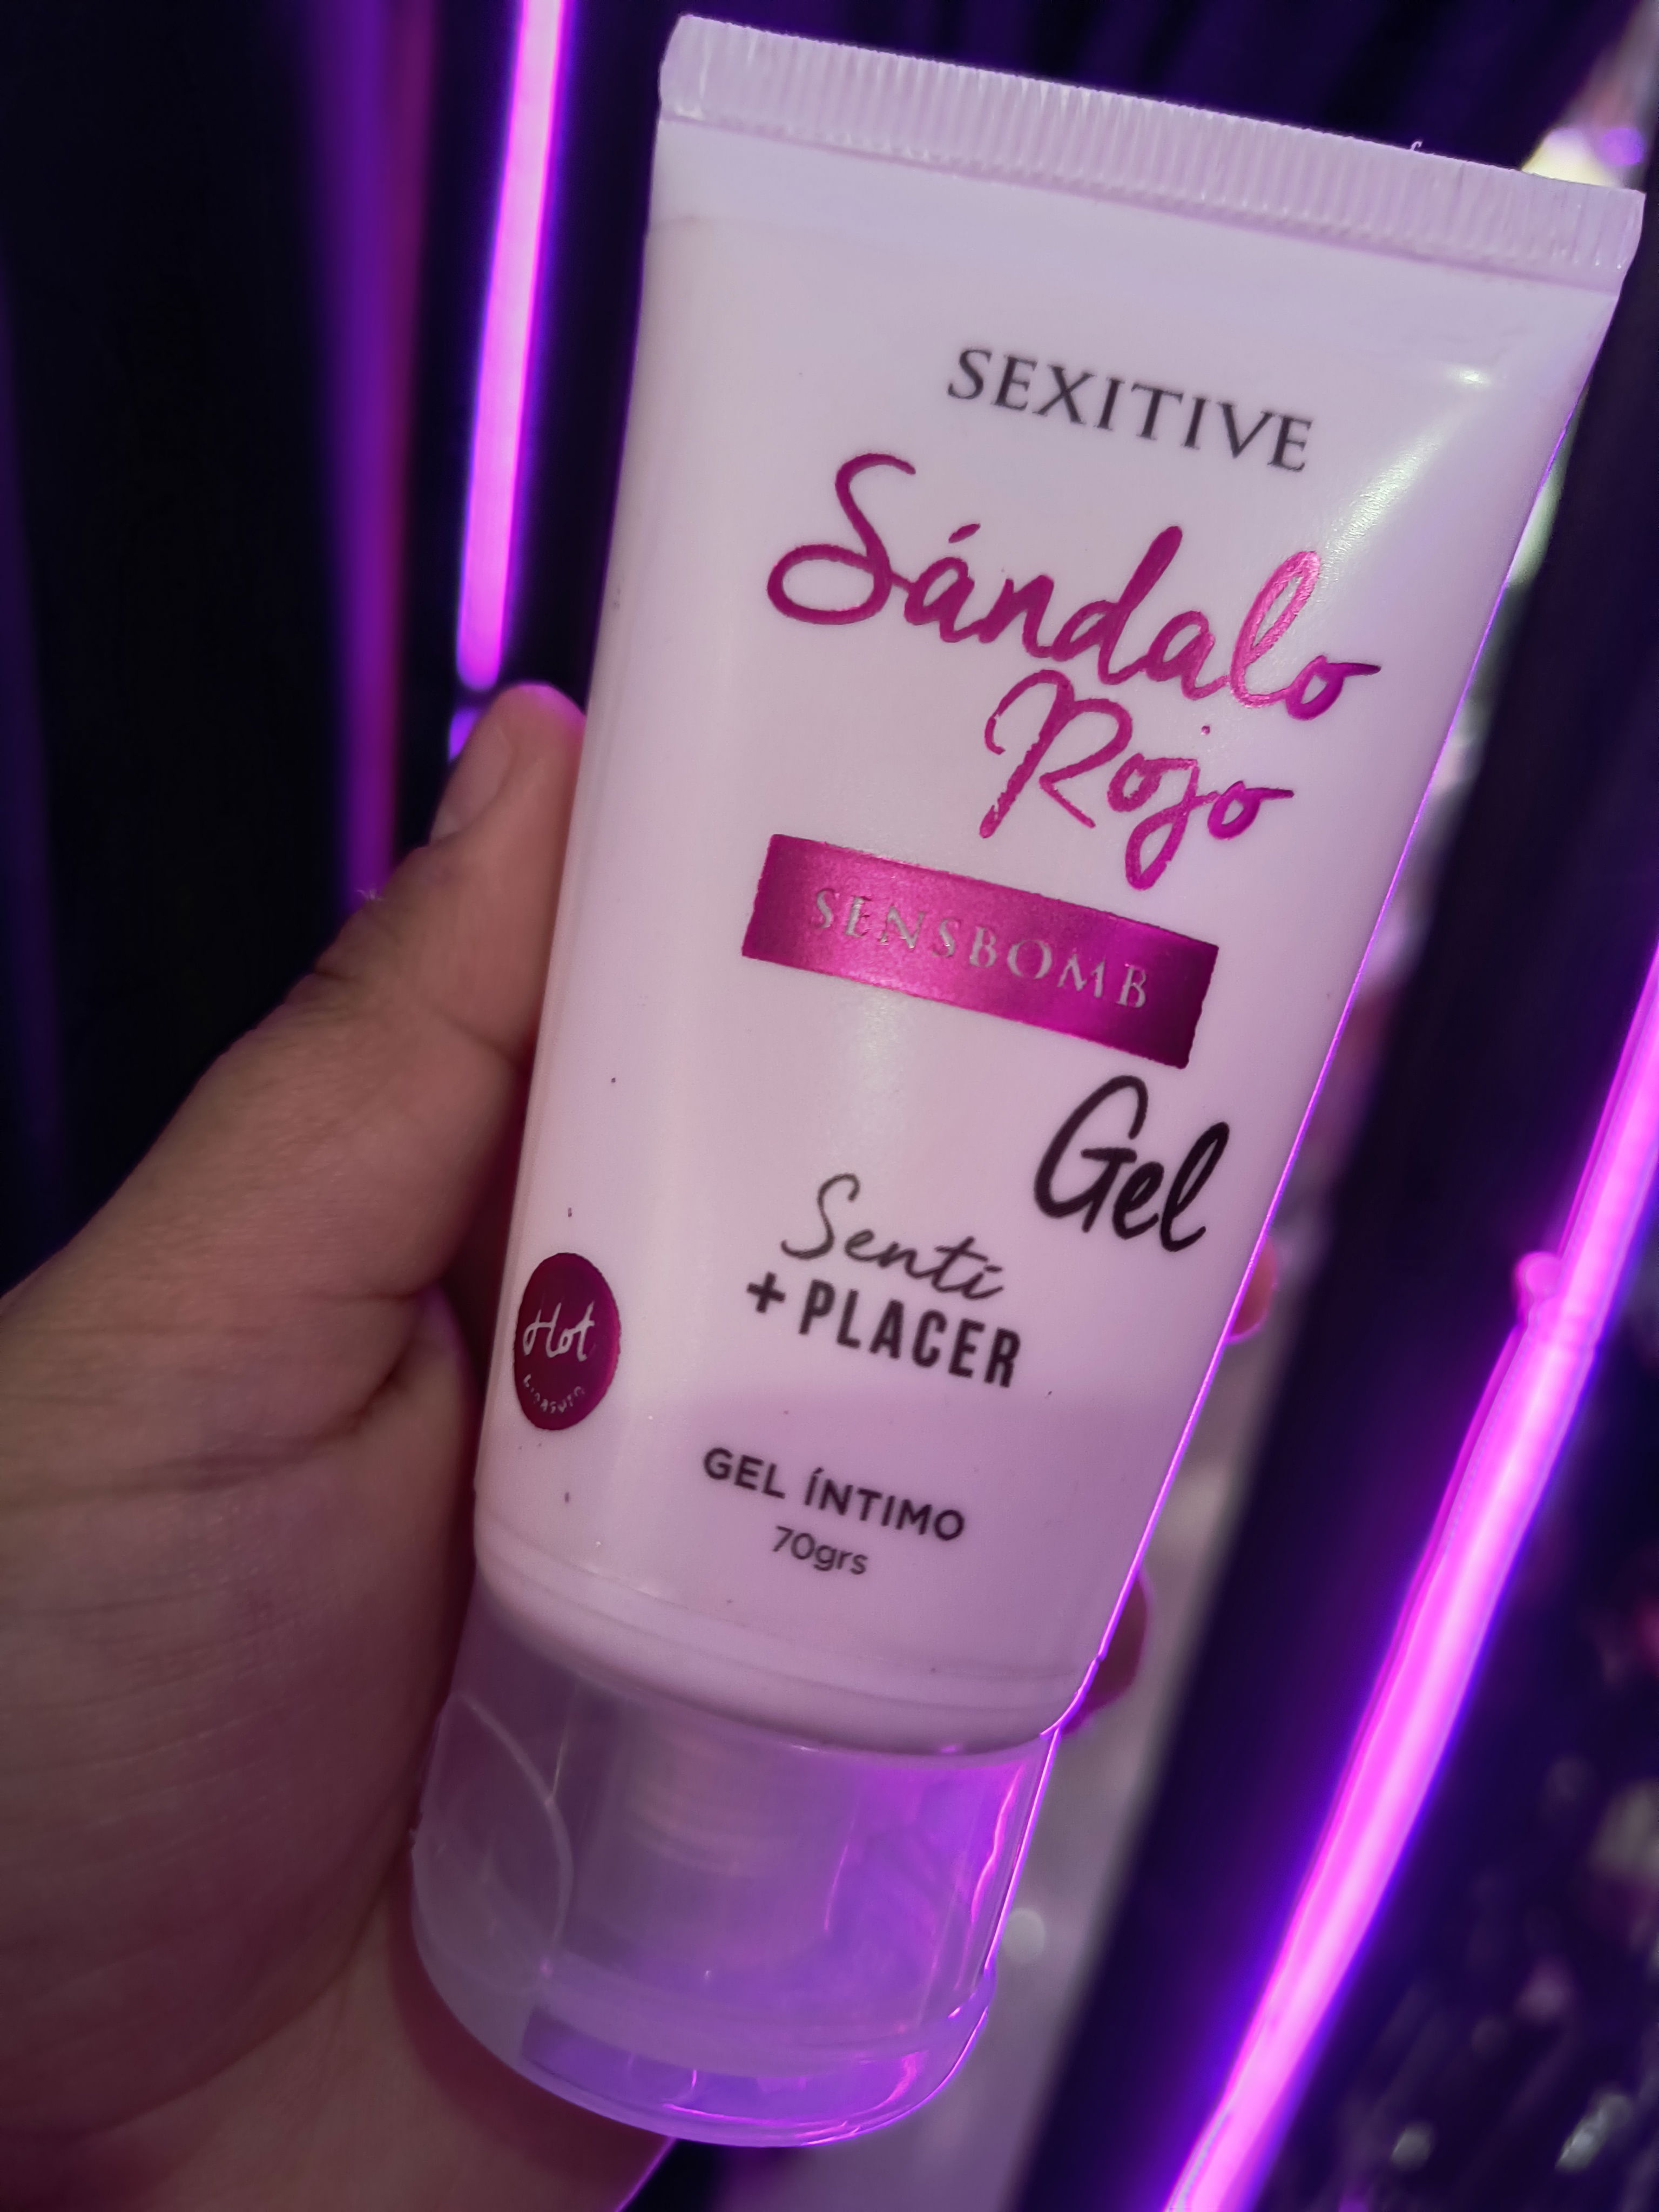 SEXITIVE
Sándalo
Rojo
SENSBOMB
Gel
Sentí
+ PLACER
Hot
GEL ÍNTIMO
70grs